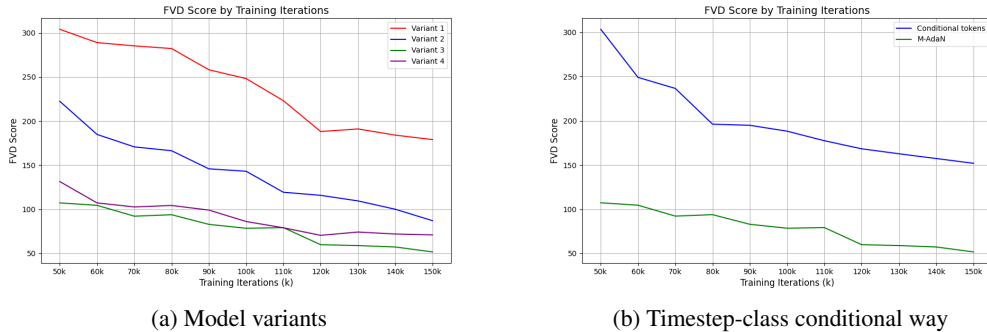 FVD Score by Training Iterations
FVD Score
300
250
200
150
100
50
Variant 1
Variant 2
Variant 3
Variant 4
50k 60k 70k 80k 90k 100k 110k 120k 130k 140k 150k
Training Iterations (k)
(a) Model variants
FVD Score by Training Iterations
FVD Score
300
250
200
150
100
50
Conditional tokens
M-AdaN
50k 60k 70k 80k 90k 100k 110k 120k 130k 140k 150k
Training Iterations (k)
(b) Timestep-class conditional way